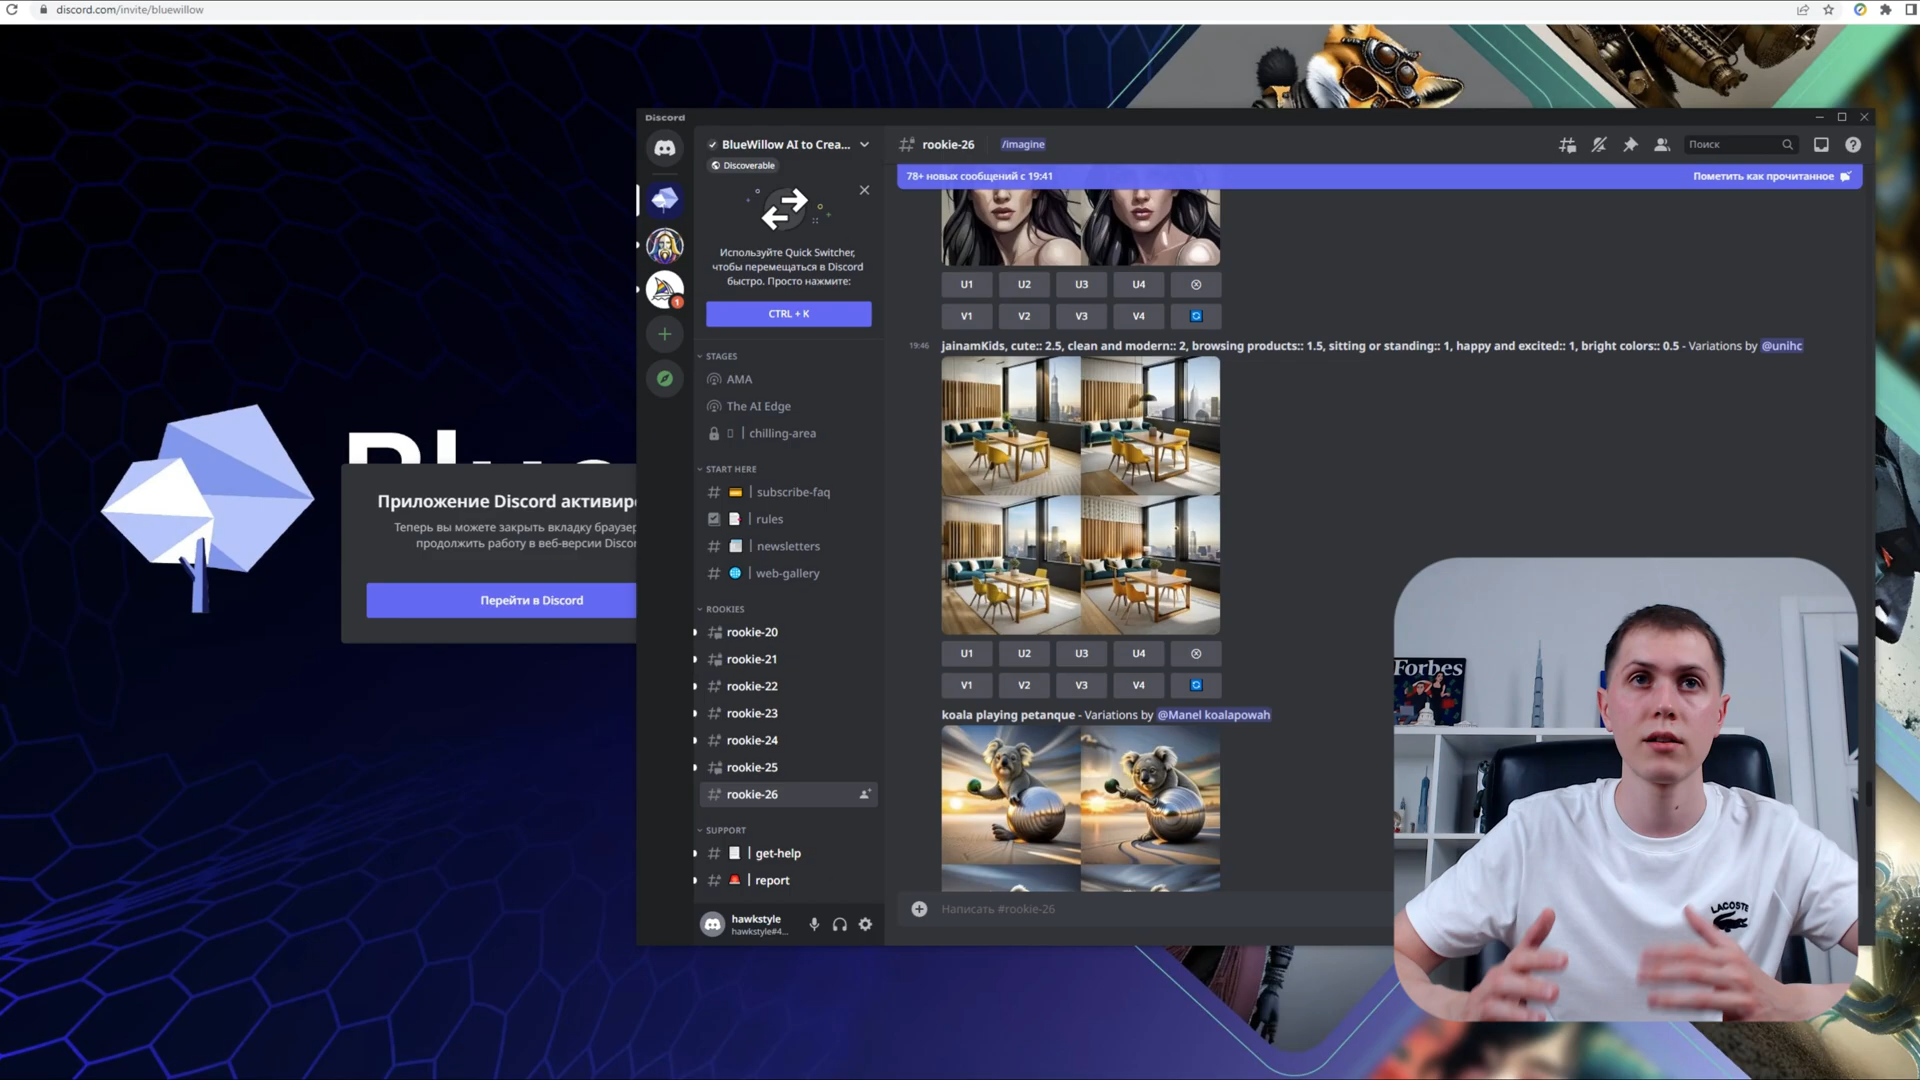 discord.com/invite/bluewillow
Приложение Discord
Теперь вы можете закрыть вкладку
продолжить работу в веб-версии
Перейти в Discord
Discord
BlueWillow AI to Crea...
Discoverable
Используйте Quick Switcher,
чтобы перемещаться в Discord
быстро. Просто нажмите:
CTRL + K
STAGES
AMA
The AI Edge
| chilling-area
START HERE
| subscribe-faq
| rules
| newsletters
| web-gallery
ROOKIES
rookie-20
rookie-21
rookie-22
rookie-23
rookie-24
rookie-25
rookie-26
SUPPORT
| get-help
| report
hawkstyle
hawkstyle#4...
1
rookie-26 /imagine
Поиск
78+ новых сообщений с 19:41
Пометить как прочитанное
U1 U2 U3 U4
V1 V2 V3 V4
19:46 jainamKids, cute:: 2.5, clean and modern:: 2, browsing products:: 1.5, sitting or standing:: 1, happy and excited:: 1, bright colors:: 0.5 - Variations by @unihc
U1 U2 U3 U4
V1 V2 V3 V4
koala playing petanque - Variations by @Manel koalapowah
Написать #rookie-26
Forbes
LACOSTE